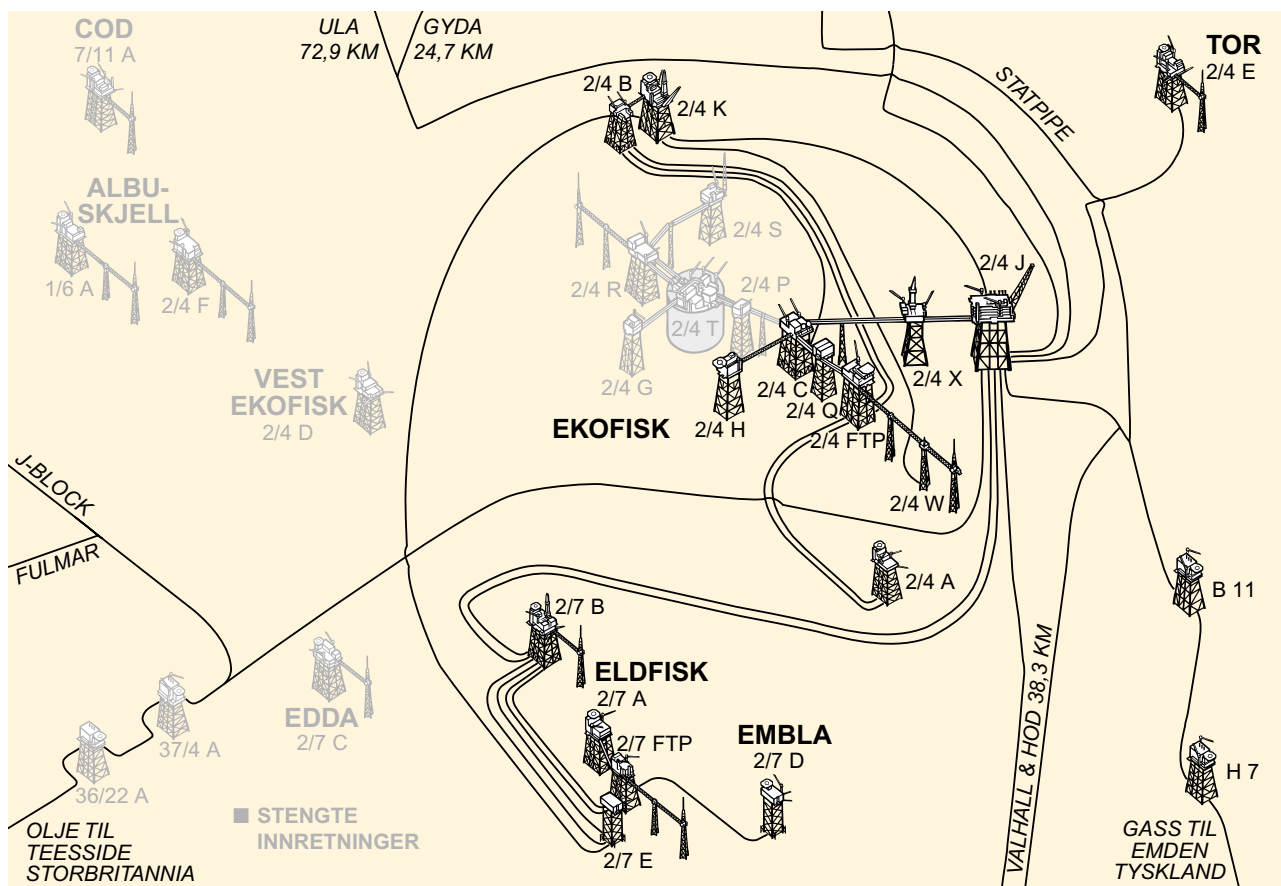 COD
7/11 A
ULA
72,9 KM
GYDA
24,7 KM
STATPIPE
TOR
2/4 E
2/4 B
2/4 K
ALBU-
SKJELL
1/6 A
2/4 F
2/4 S
2/4 R
2/4 P
2/4 T
2/4 G
2/4 J
2/4 X
VEST
EKOFISK
2/4 D
EKOFISK
2/4 H
2/4 C
2/4 Q
2/4 FTP
2/4 W
2/4 A
J-BLOCK
FULMAR
B 11
2/7 B
ELDFISK
2/7 A
2/7 FTP
EMBLA
2/7 D
2/7 E
EDDA
2/7 C
37/4 A
36/22 A
VALHALL & HOD 38,3 KM
H 7
STENGTE
INNRETNINGER
OLJE TIL
TEESSIDE
STORBRITANNIA
GASS TIL
EMDEN
TYSKLAND